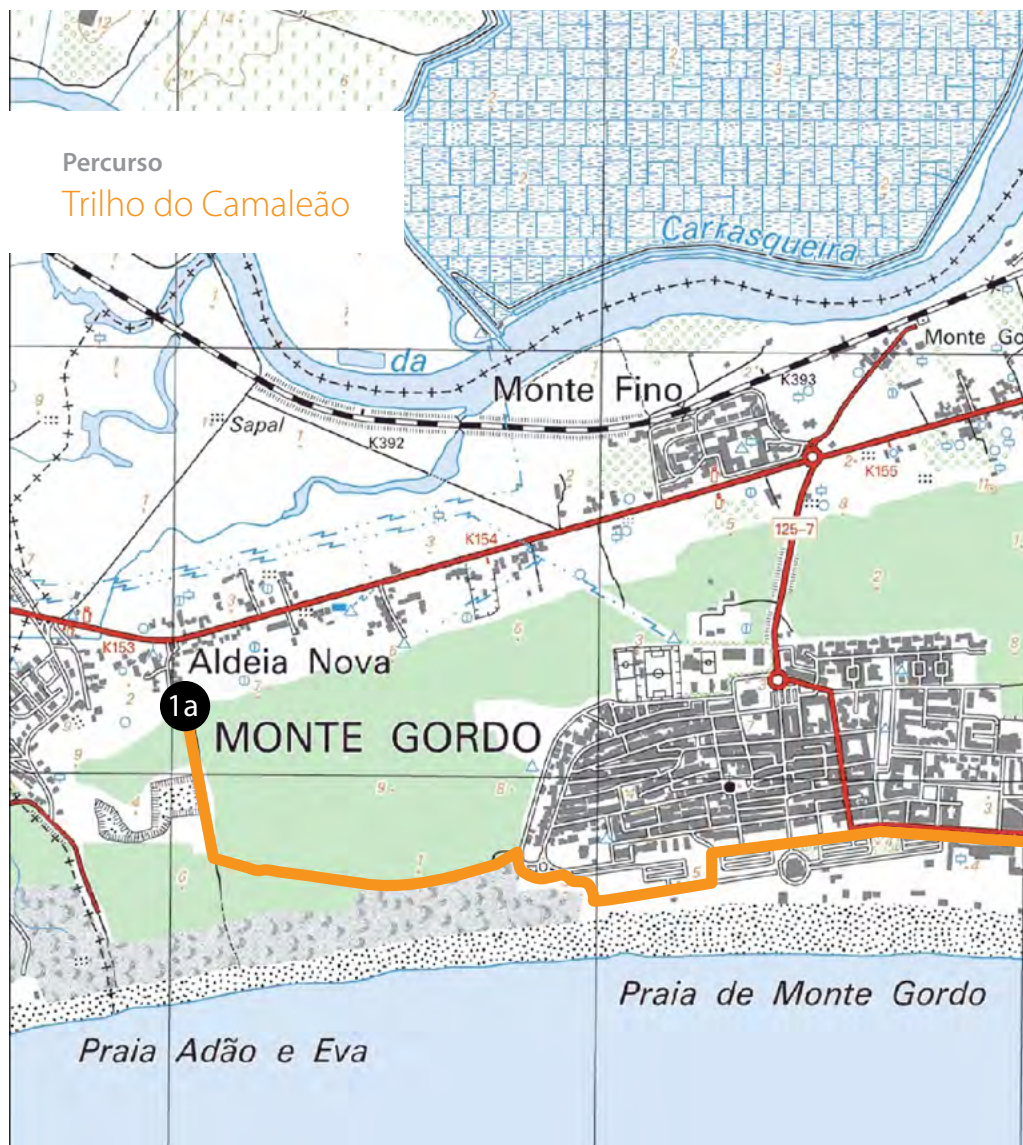 Percurso
Trilho do Camaleão
Carrasqueira
da
Monte Fino
Monte Go
K393
Sapal
K392
K155
125-7
K154
K153
Aldeia Nova
1a
MONTE GORDO
Praia de Monte Gordo
Praia Adão e Eva